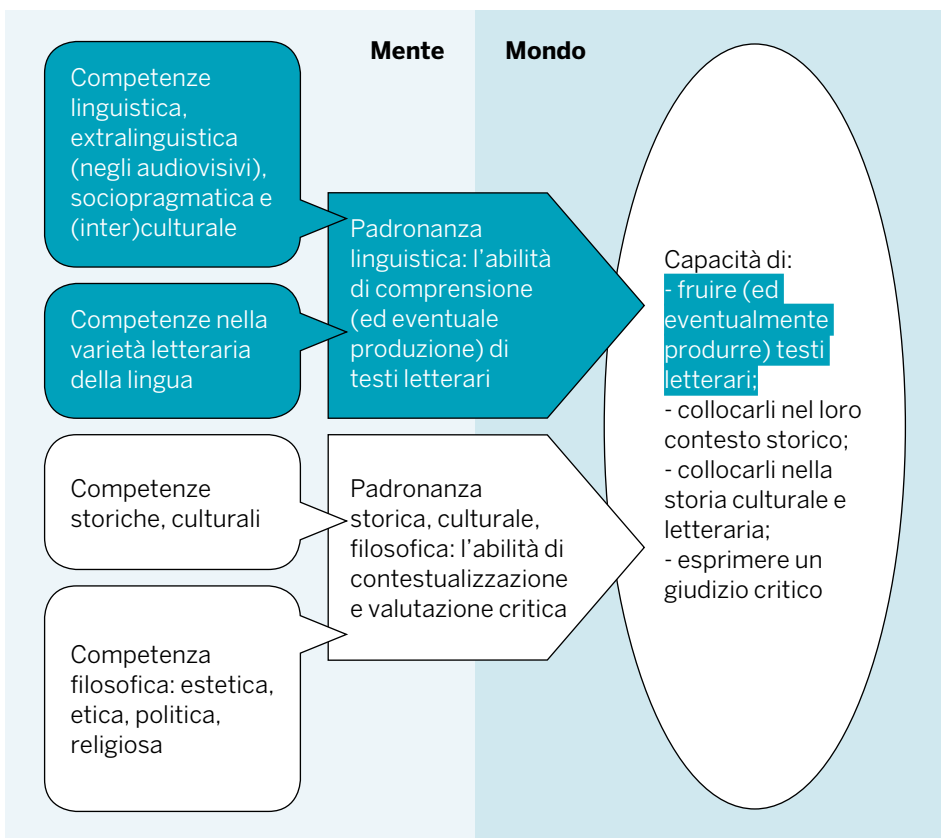 Mente
Mondo
Competenze
linguistica,
extralinguistica
(negli audiovisivi),
sociopragmatica e
(inter)culturale
Competenze nella
varietà letteraria
della lingua
Competenze
storiche, culturali
Competenza
filosofica: estetica,
etica, politica,
religiosa
Padronanza
linguistica: l'abilità
di comprensione
(ed eventuale
produzione) di
testi letterari
Padronanza
storica, culturale,
filosofica: l'abilità di
contestualizzazione
e valutazione critica
Capacità di:
- fruire (ed
eventualmente
produrre) testi
letterari;
- collocarli nel loro
contesto storico;
- collocarli nella
storia culturale e
letteraria;
- esprimere un
giudizio critico